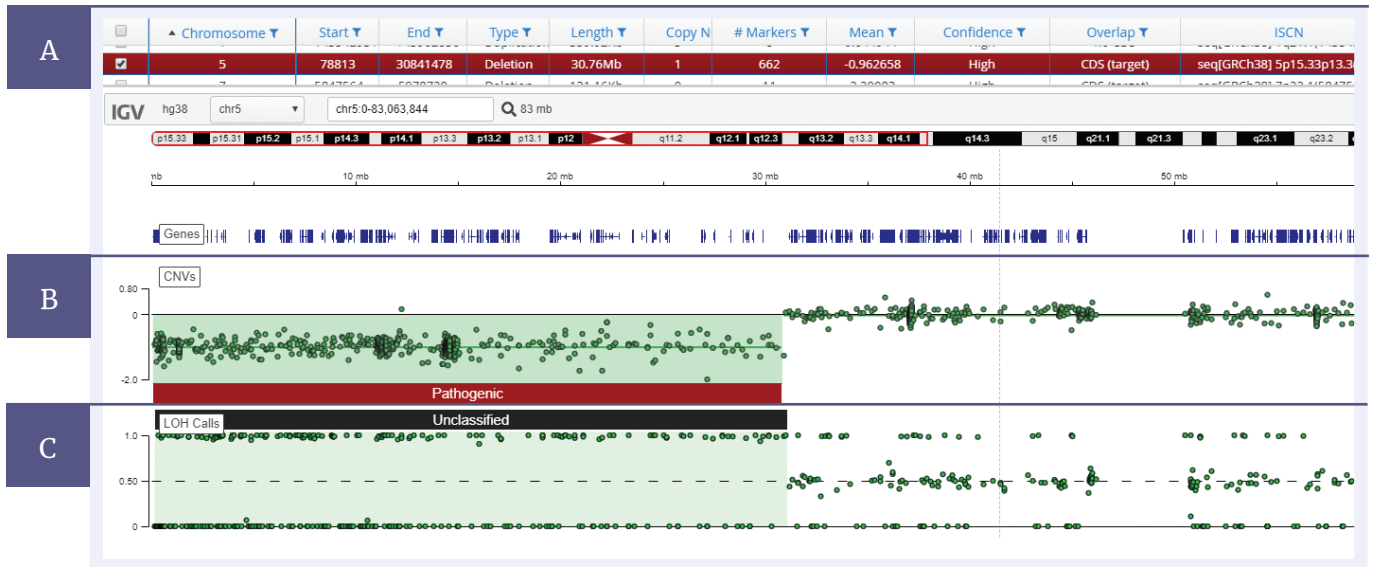 A
Chromosome Start End Type Length Copy N # Markers Mean Confidence Overlap ISCN
5 78813 30841478 Deletion 30.76Mb 1 662 -0.962658 High CDS (target) seq[GRCh38] 5p15.33p13.3(
IGV hg38 chr5 chr5:0-83,063,844 83 mb
p15.33 p15.31 p15.2 p15.1 p14.3 p14.1 p13.3 p13.2 p13.1 p12 q11.2 q12.1 q12.3 q13.2 q13.3 q14.1 q14.3 q15 q21.1 q21.3 q23.1 q23.2
mb 10 mb 20 mb 30 mb 40 mb 50 mb
Genes
B
CNVs
0.80
0
-2.0
Pathogenic
C
LOH Calls
Unclassified
1.0
0.50
0